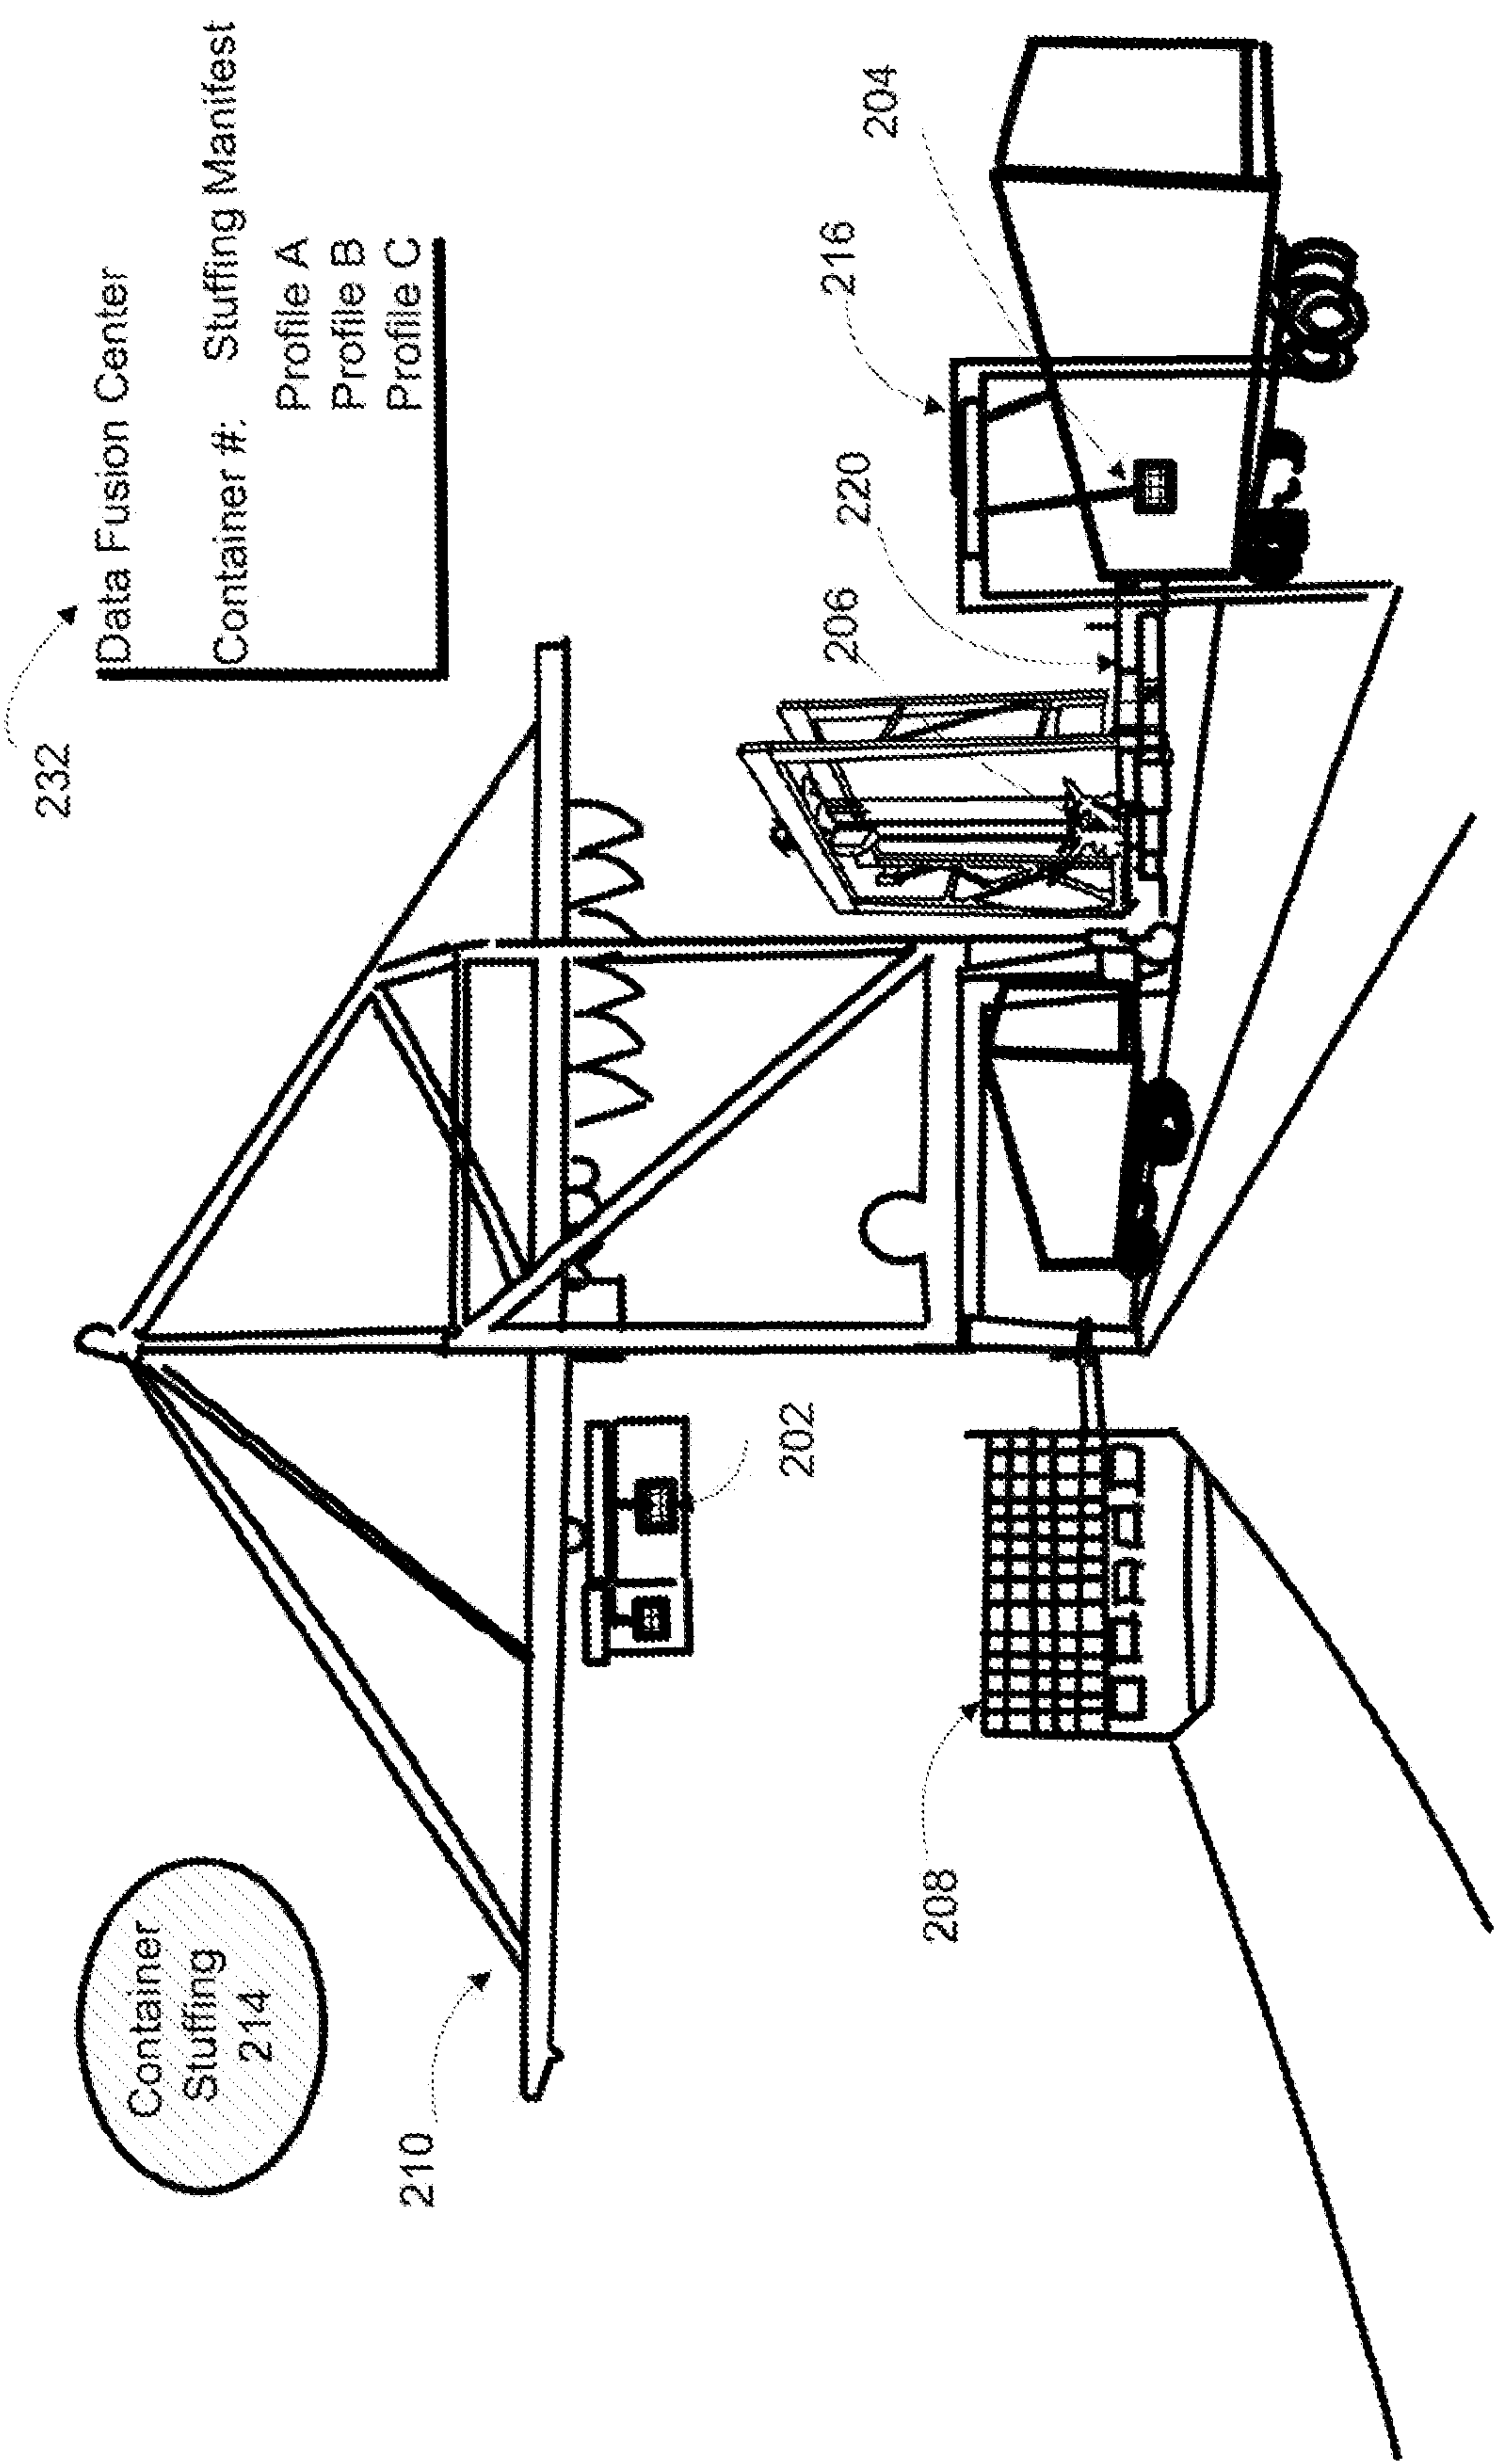 232
Data Fusion Center
Container #: Stuffing Manifest
Profile A
Profile B
Profile C
Container
Stuffing
214
210
202
208
206
220
216
204